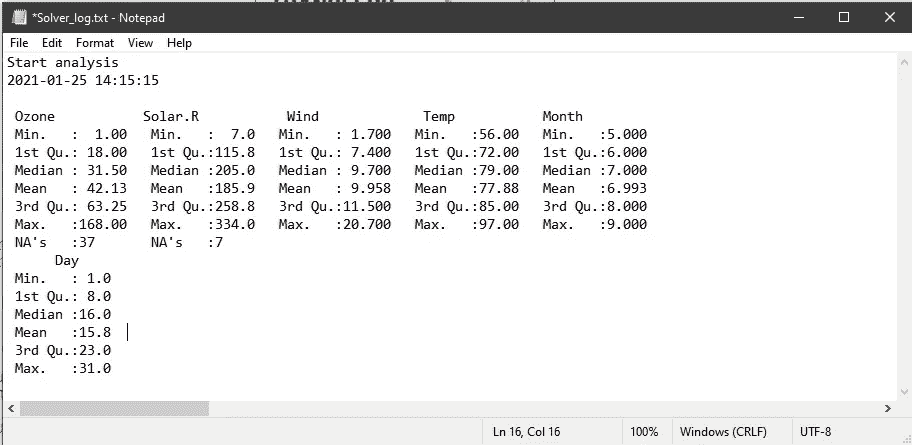 *Solver_log.txt - Notepad
File Edit Format View Help
Start analysis
2021-01-25 14:15:15
Ozone Solar.R Wind Temp Month
Min. : 1.00 Min. : 7.0 Min. : 1.700 Min. :56.00 Min. :5.000
1st Qu.: 18.00 1st Qu.:115.8 1st Qu.: 7.400 1st Qu.:72.00 1st Qu.:6.000
Median : 31.50 Median :205.0 Median : 9.700 Median :79.00 Median :7.000
Mean : 42.13 Mean :185.9 Mean : 9.958 Mean :77.88 Mean :6.993
3rd Qu.: 63.25 3rd Qu.:258.8 3rd Qu.:11.500 3rd Qu.:85.00 3rd Qu.:8.000
Max. :168.00 Max. :334.0 Max. :20.700 Max. :97.00 Max. :9.000
NA's :37 NA's :7
Day
Min. : 1.0
1st Qu.: 8.0
Median :16.0
Mean :15.8
3rd Qu.:23.0
Max. :31.0
Ln 16, Col 16 100% Windows (CRLF) UTF-8